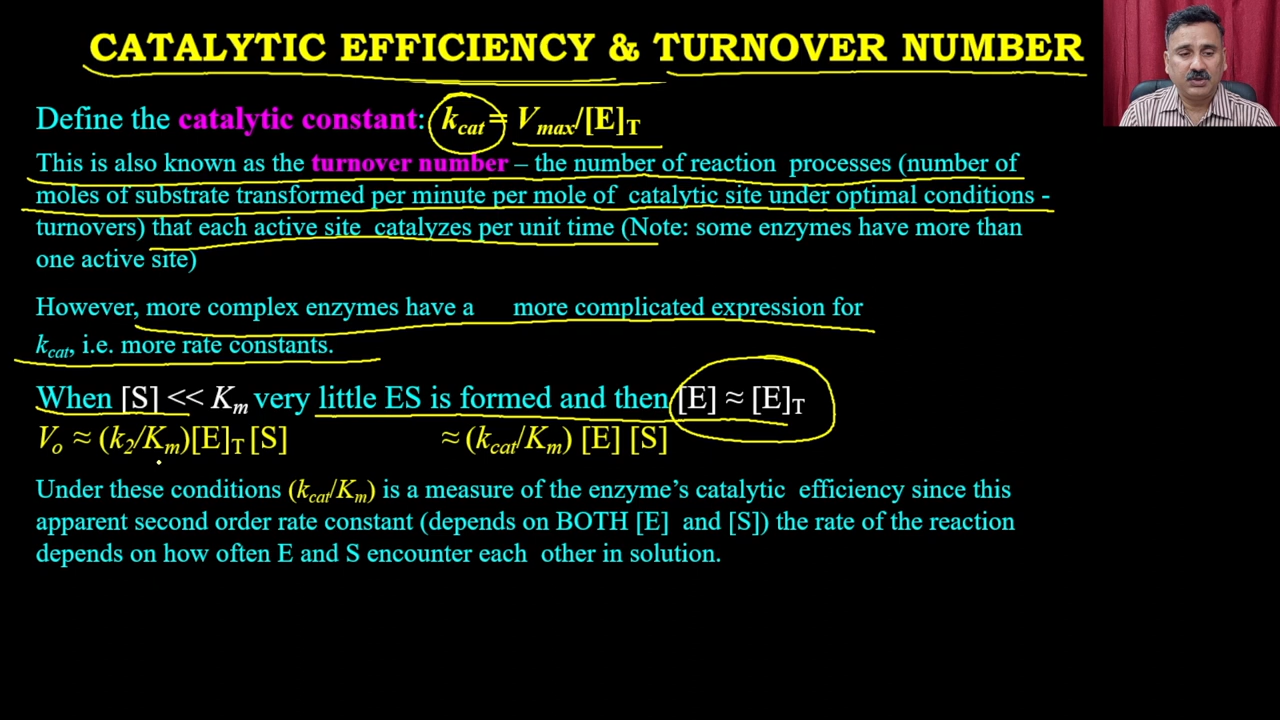 CATALYTIC EFFICIENCY & TURNOVER NUMBER
Define the catalytic constant: kcat = Vmax/[E]T
This is also known as the turnover number – the number of reaction processes (number of
moles of substrate transformed per minute per mole of catalytic site under optimal conditions -
turnovers) that each active site catalyzes per unit time (Note: some enzymes have more than
one active site)
However, more complex enzymes have a more complicated expression for
kcat, i.e. more rate constants.
When [S] << Km very little ES is formed and then [E] ≈ [E]T
Vo ≈ (k2/Km)[E]T [S] ≈ (kcat/Km) [E] [S]
Under these conditions (kcat/Km) is a measure of the enzyme’s catalytic efficiency since this
apparent second order rate constant (depends on BOTH [E] and [S]) the rate of the reaction
depends on how often E and S encounter each other in solution.